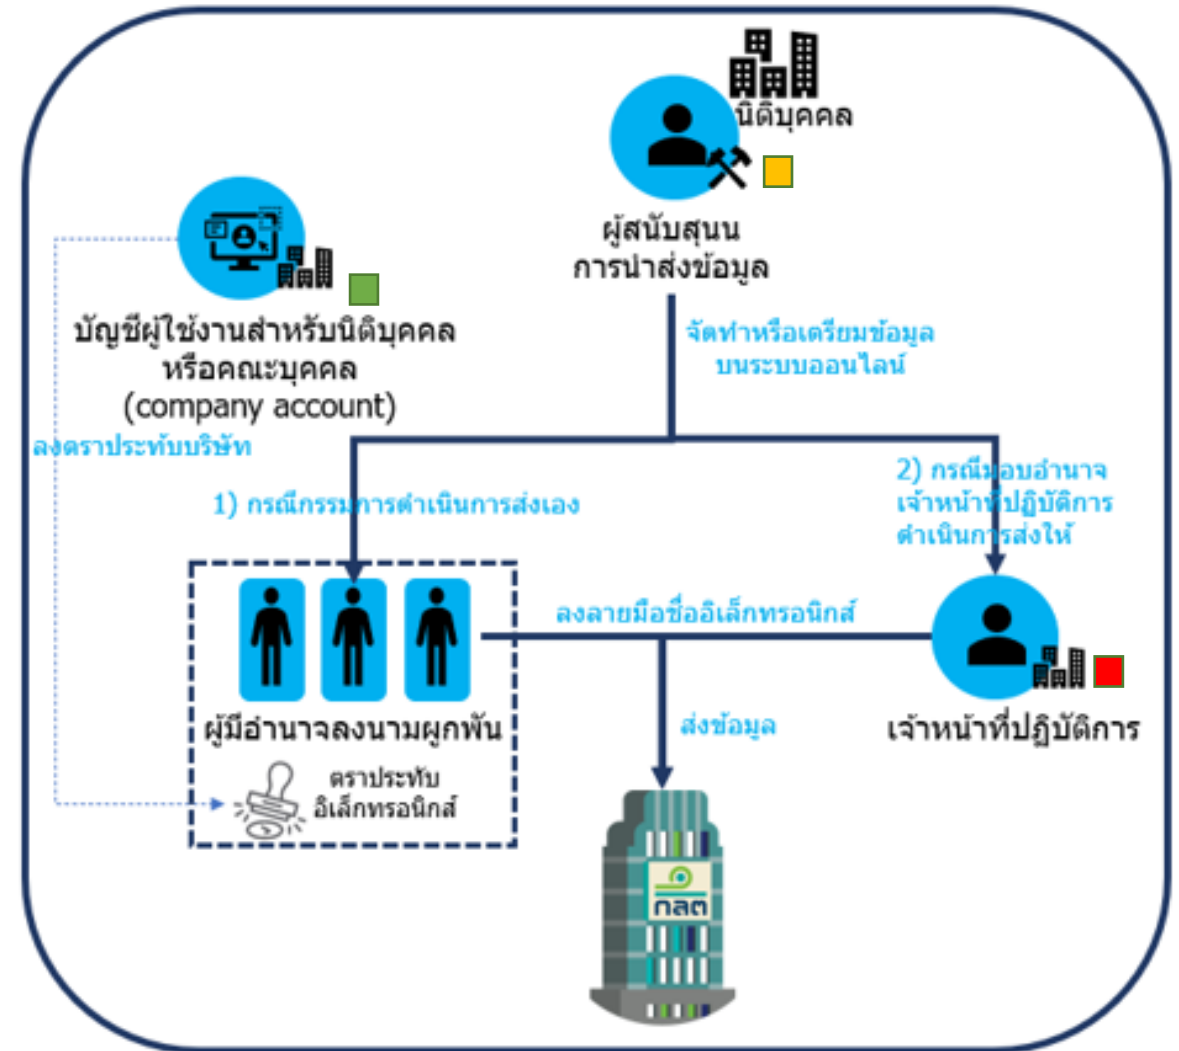 นิติบุคคล
ผู้สนับสุนน
การนำส่งข้อมูล
บัญชีผู้ใช้งานสำหรับนิติบุคคล
หรือคณะบุคคล
(company account)
จัดทำหรือเตรียมข้อมูล
บนระบบออนไลน์
ลงตราประทับบริษัท
1) กรณีกรรมการดำเนินการส่งเอง
2) กรณีมอบอำนาจ
เจ้าหน้าที่ปฏิบัติการ
ดำเนินการส่งให้
ลงลายมือชื่ออิเล็กทรอนิกส์
ผู้มีอำนาจลงนามผูกพัน
ส่งข้อมูล
เจ้าหน้าที่ปฏิบัติการ
ตราประทับ
อิเล็กทรอนิกส์
กลต